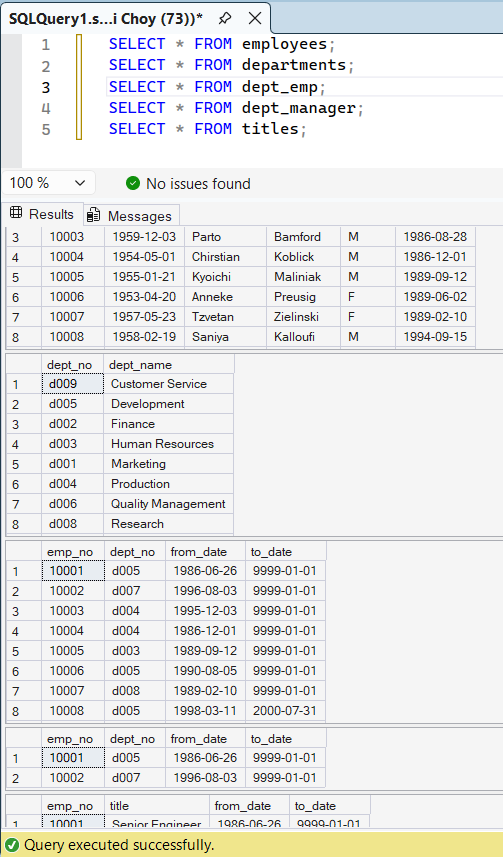 SQLQuery1.s...i Choy (73))*
1 SELECT * FROM employees;
2 SELECT * FROM departments;
3 SELECT * FROM dept_emp;
4 SELECT * FROM dept_manager;
5 SELECT * FROM titles;
100 % No issues found
Results Messages
3 10003 1959-12-03 Parto Bamford M 1986-08-28
4 10004 1954-05-01 Chirstian Koblick M 1986-12-01
5 10005 1955-01-21 Kyoichi Maliniak M 1989-09-12
6 10006 1953-04-20 Anneke Preusig F 1989-06-02
7 10007 1957-05-23 Tzvetan Zielinski F 1989-02-10
8 10008 1958-02-19 Saniya Kalloufi M 1994-09-15
dept_no dept_name
1 d009 Customer Service
2 d005 Development
3 d002 Finance
4 d003 Human Resources
5 d001 Marketing
6 d004 Production
7 d006 Quality Management
8 d008 Research
emp_no dept_no from_date to_date
1 10001 d005 1986-06-26 9999-01-01
2 10002 d007 1996-08-03 9999-01-01
3 10003 d004 1995-12-03 9999-01-01
4 10004 d004 1986-12-01 9999-01-01
5 10005 d003 1989-09-12 9999-01-01
6 10006 d005 1990-08-05 9999-01-01
7 10007 d008 1989-02-10 9999-01-01
8 10008 d005 1998-03-11 2000-07-31
emp_no dept_no from_date to_date
1 10001 d005 1986-06-26 9999-01-01
2 10002 d007 1996-08-03 9999-01-01
emp_no title from_date to_date
1 10001 Senior Engineer 1986-06-26 9999-01-01
Query executed successfully.